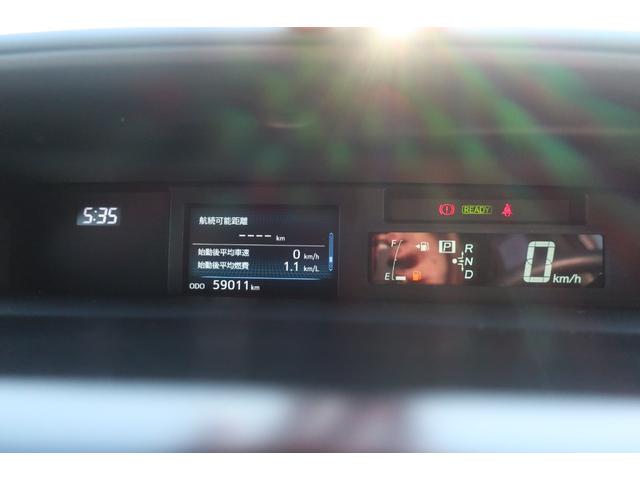 5:35
航続可能距離
---- km
始動後平均車速 0 km/h
始動後平均燃費 1.1 km/L
ODO 59011 km
READY
F
E
P
R
N
D
0 km/h